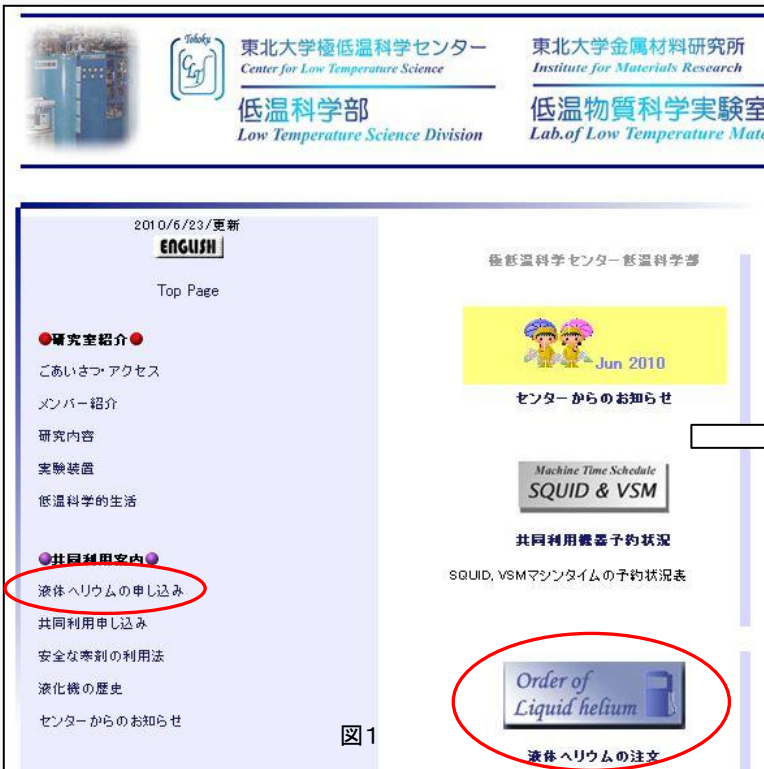 Tohoku
CLTS
東北大学極低温科学センター
Center for Low Temperature Science
低温科学部
Low Temperature Science Division
東北大学金属材料研究所
Institute for Materials Research
低温物質科学実験室
Lab.of Low Temperature Mate
2010/6/23/更新
ENGLISH
Top Page
研究室紹介
ごあいさつ・アクセス
メンバー紹介
研究内容
実験装置
低温科学的生活
共同利用案内
液体ヘリウムの申し込み
共同利用申し込み
安全な寒剤の利用法
液化機の歴史
センターからのお知らせ
極低温科学センター低温科学部
Jun 2010
センターからのお知らせ
Machine Time Schedule
SQUID & VSM
共同利用機器予約状況
SQUID, VSMマシンタイムの予約状況表
Order of
Liquid helium
液体ヘリウムの注文
図1